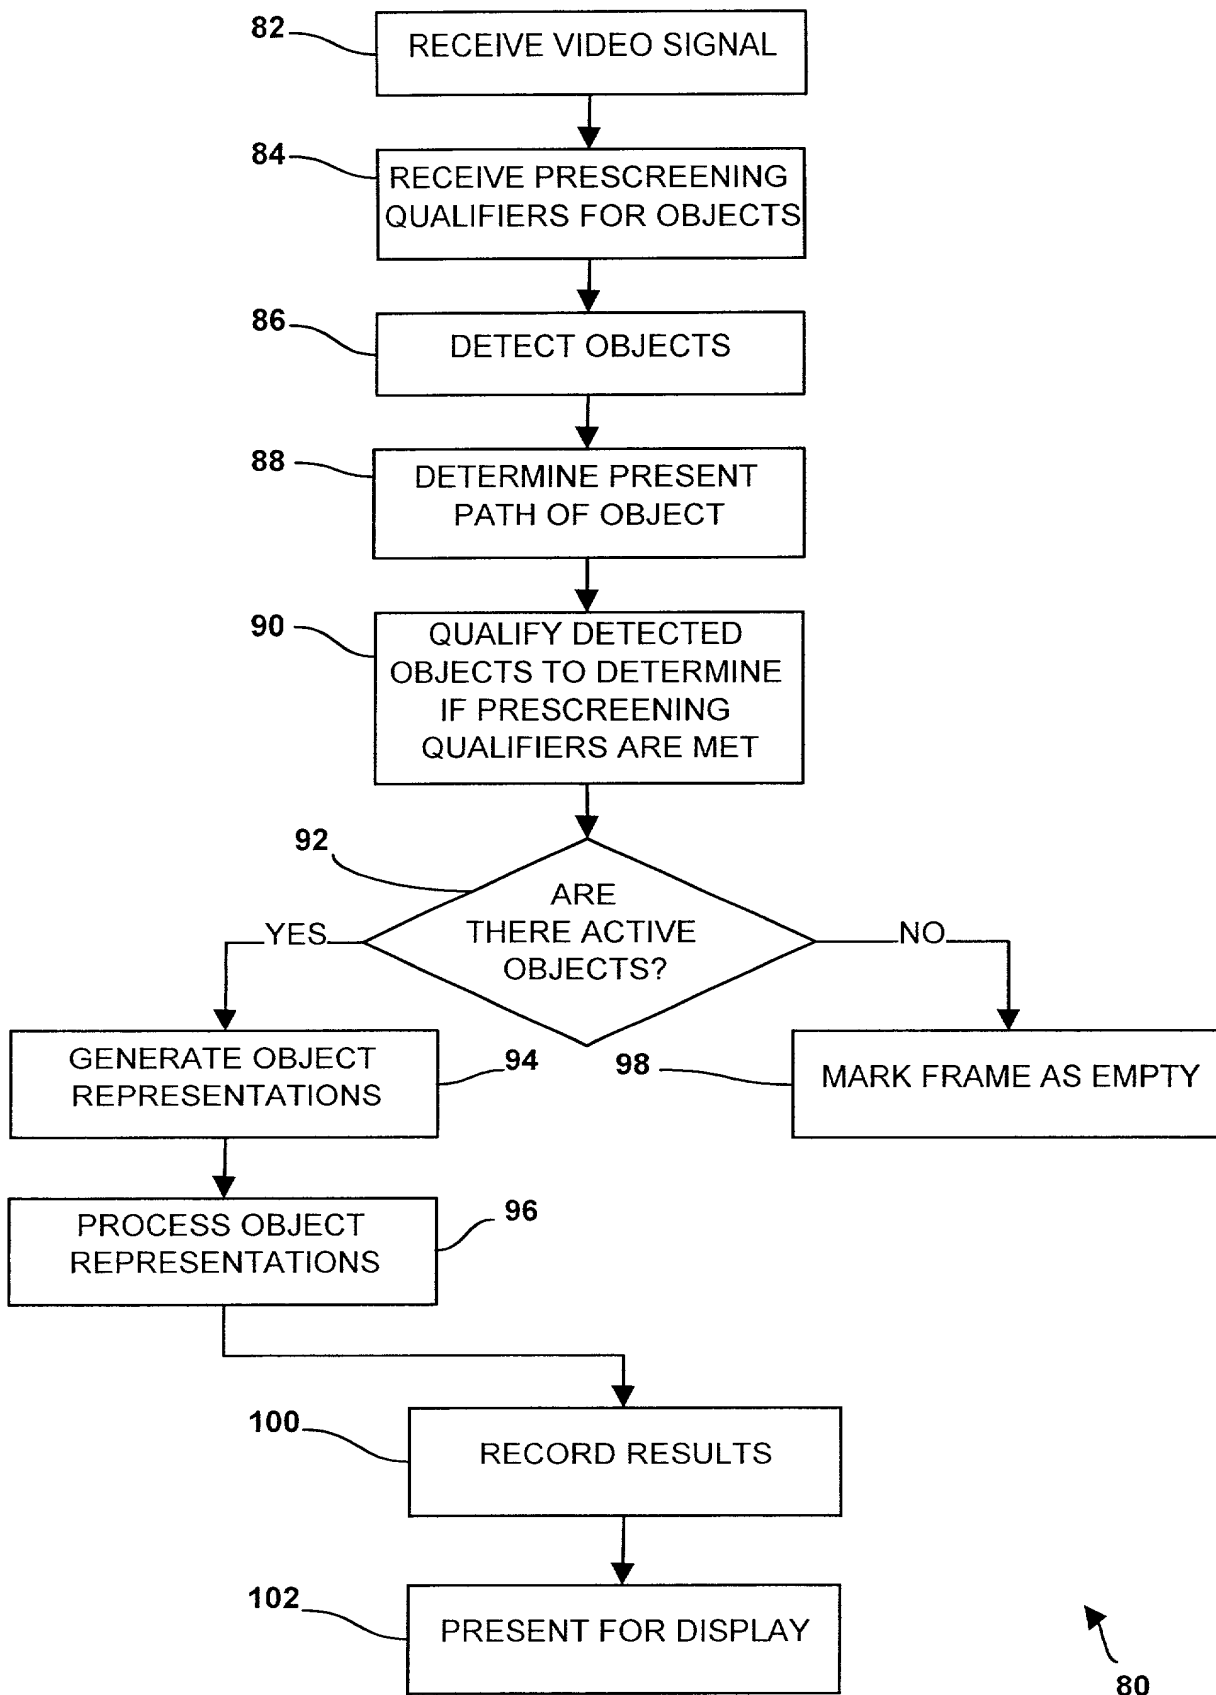 82
RECEIVE VIDEO SIGNAL
84
RECEIVE PRESCREENING
QUALIFIERS FOR OBJECTS
86
DETECT OBJECTS
88
DETERMINE PRESENT
PATH OF OBJECT
90
QUALIFY DETECTED
OBJECTS TO DETERMINE
IF PRESCREENING
QUALIFIERS ARE MET
92
ARE
THERE ACTIVE
OBJECTS?
YES
NO
GENERATE OBJECT
REPRESENTATIONS
94
98
MARK FRAME AS EMPTY
PROCESS OBJECT
REPRESENTATIONS
96
100
RECORD RESULTS
102
PRESENT FOR DISPLAY
80